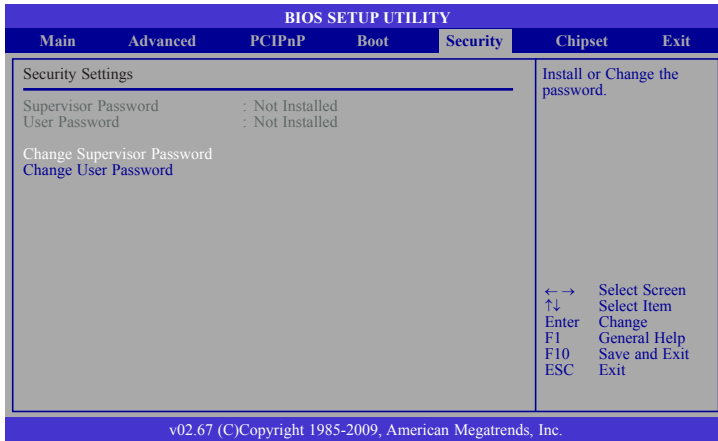 BIOS SETUP UTILITY
Main Advanced PCIPnP Boot Security Chipset Exit
Security Settings
Supervisor Password : Not Installed
User Password : Not Installed
Change Supervisor Password
Change User Password
Install or Change the
password.
←→ Select Screen
↑↓ Select Item
Enter Change
F1 General Help
F10 Save and Exit
ESC Exit
v02.67 (C)Copyright 1985-2009, American Megatrends, Inc.